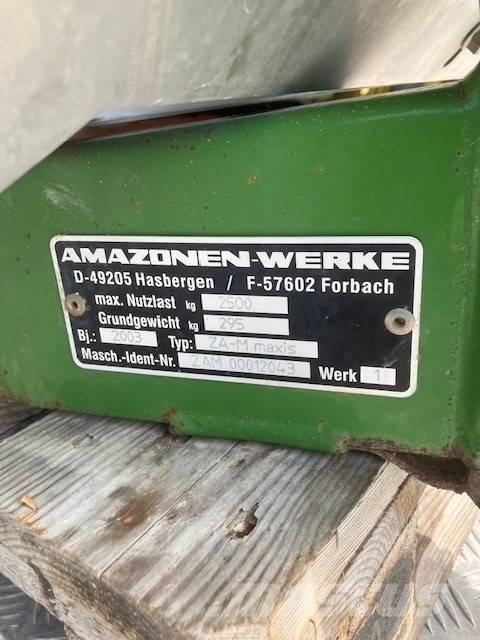 AMAZONEN-WERKE
D-49205 Hasbergen / F-57602 Forbach
max. Nutzlast kg 2500
Grundgewicht kg 295
Bj.: 2003 Typ: ZA-M maxis
Masch.-Ident-Nr. ZAM 00012043 Werk 1